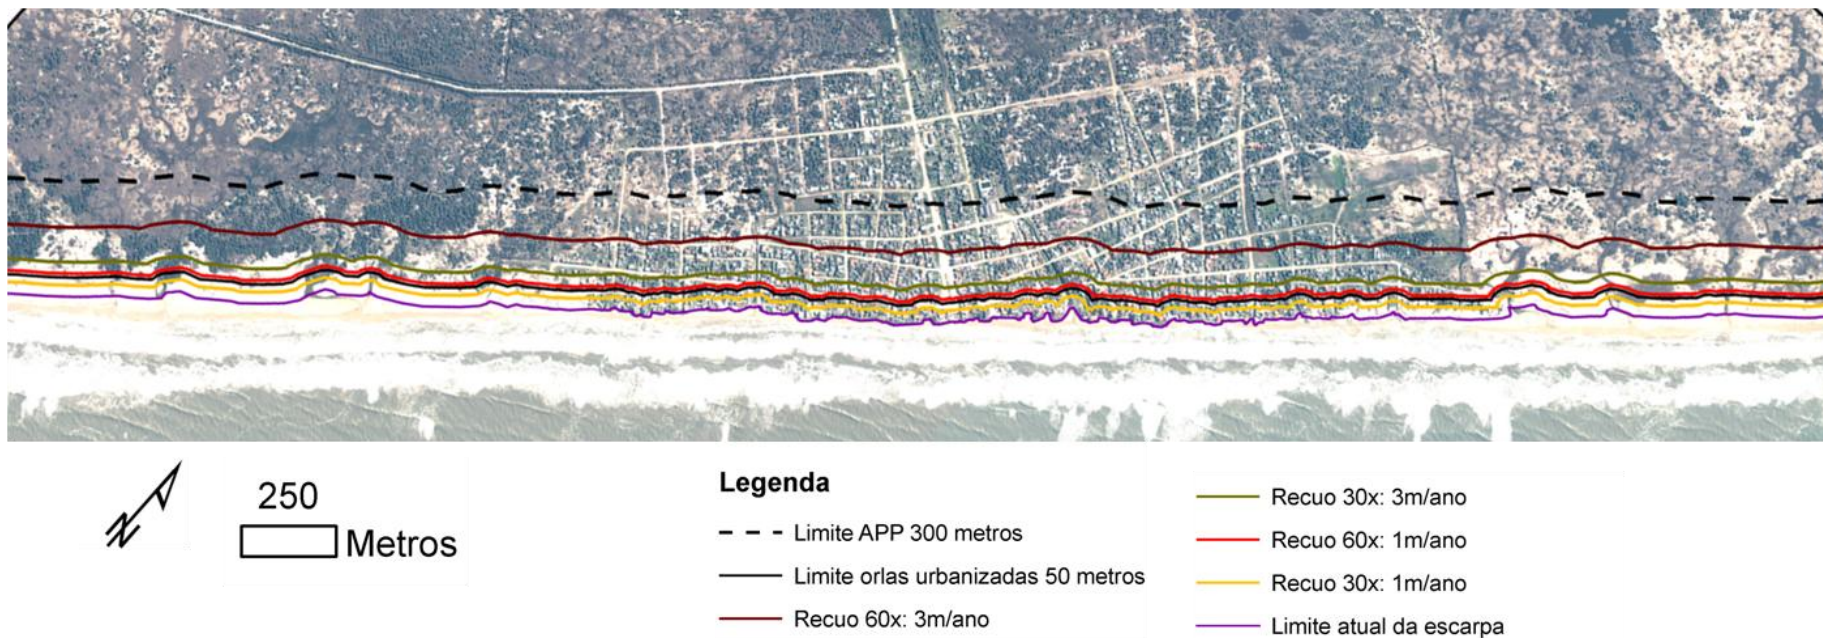 N
250
Metros
Legenda
Limite APP 300 metros
Limite orlas urbanizadas 50 metros
Recuo 60x: 3m/ano
Recuo 30x: 3m/ano
Recuo 60x: 1m/ano
Recuo 30x: 1m/ano
Limite atual da escarpa